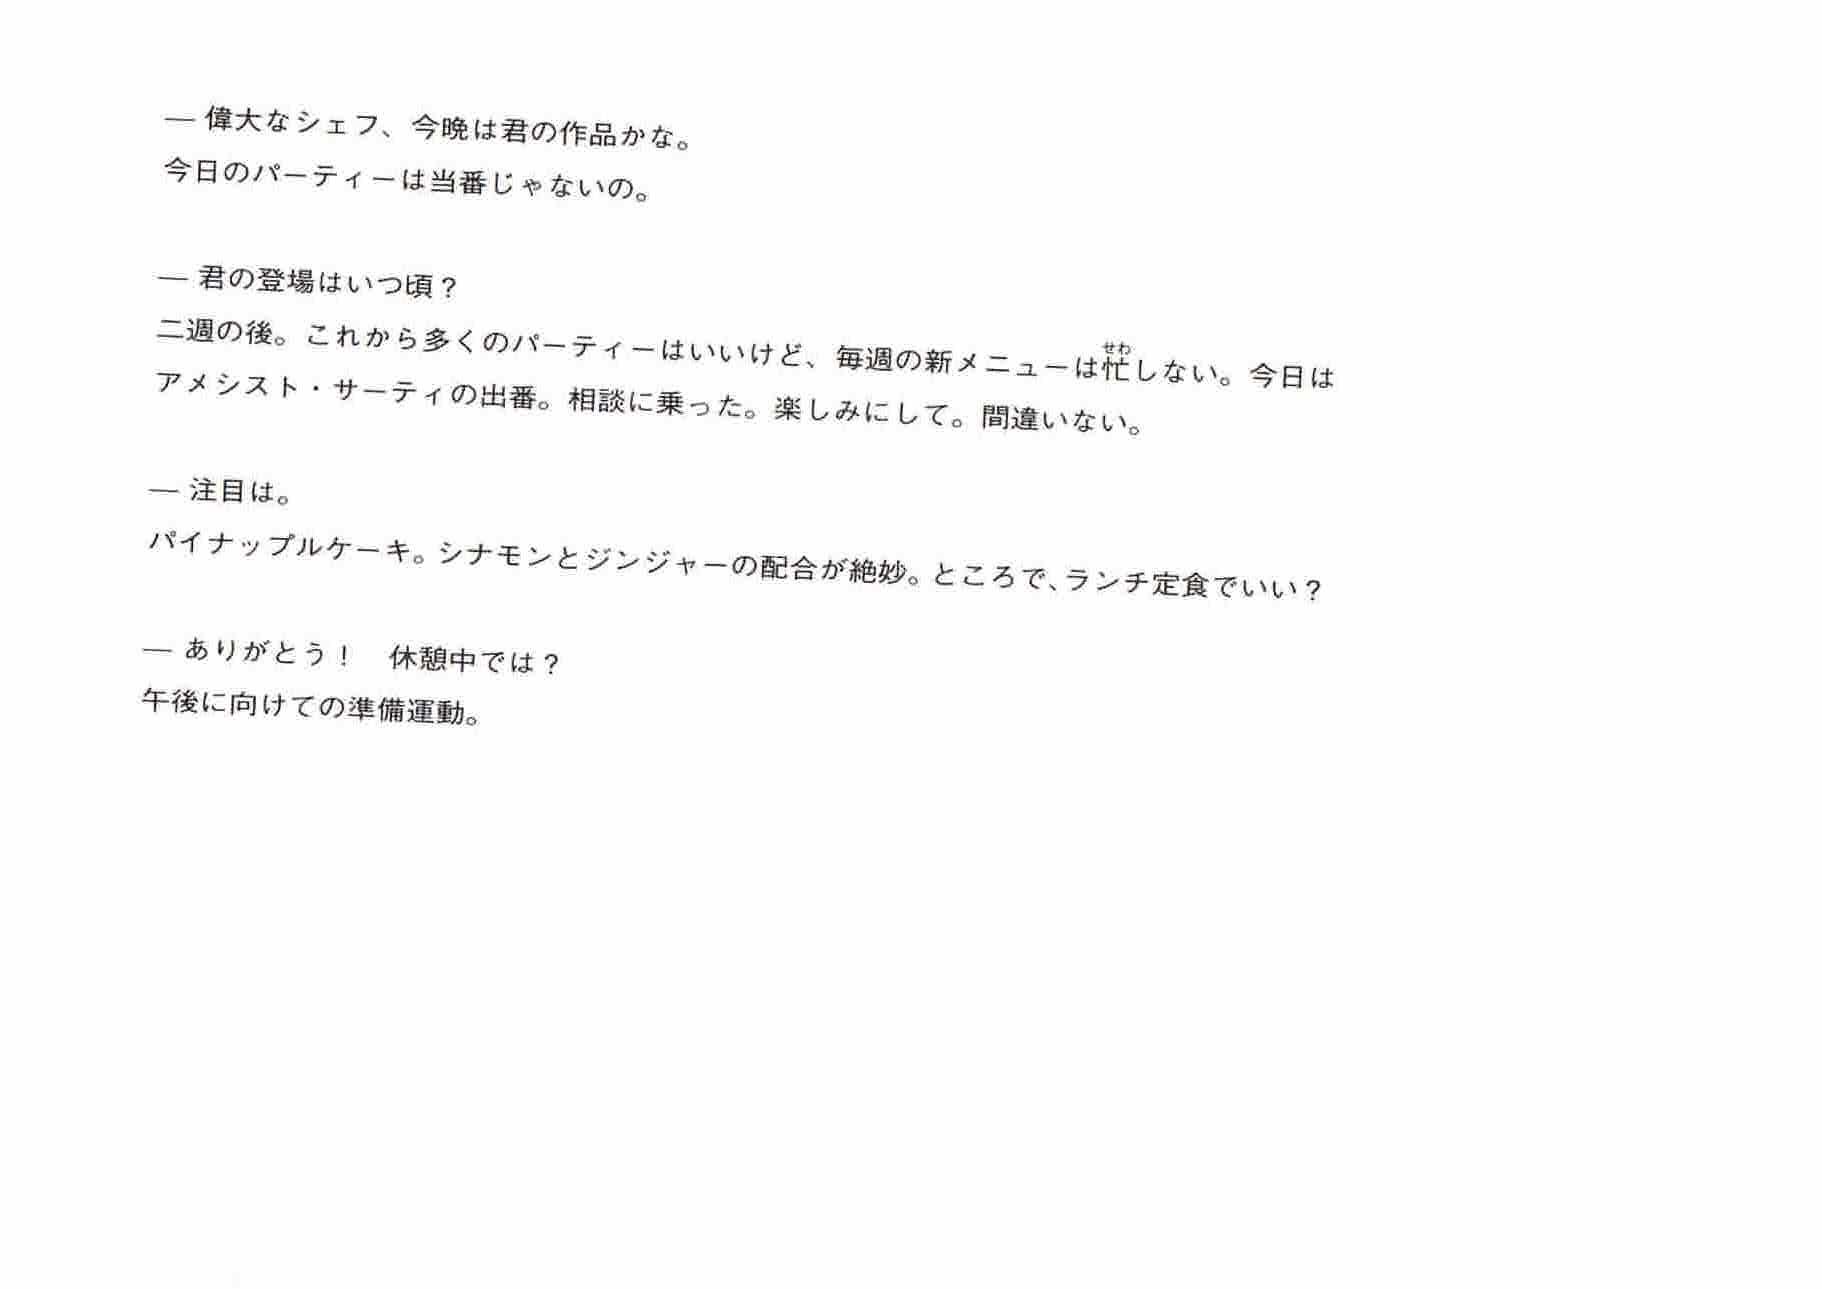 — 偉大なシェフ、今晩は君の作品かな。
今日のパーティーは当番じゃないの。
— 君の登場はいつ頃？
二週の後。これから多くのパーティーはいいけど、毎週の新メニューは忙しない。今日は
せわ
アメシスト・サーティの出番。相談に乗った。楽しみにして。間違いない。
— 注目は。
パイナップルケーキ。シナモンとジンジャーの配合が絶妙。ところで、ランチ定食でいい？
— ありがとう！　休憩中では？
午後に向けての準備運動。